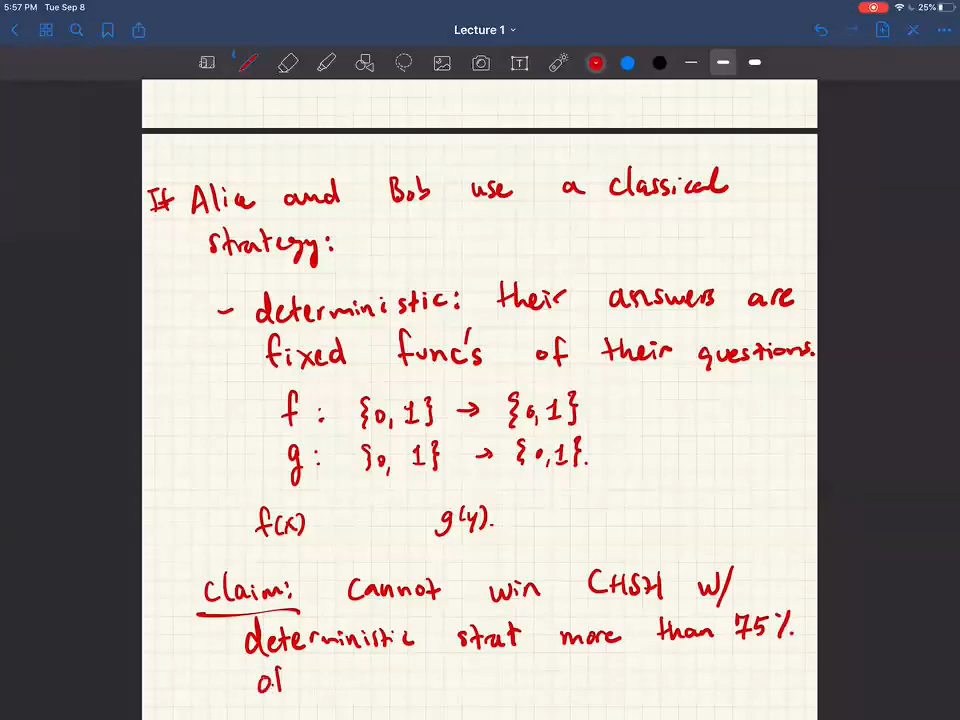 5:57 PM Tue Sep 8
25%
Lecture 1
If Alice and Bob use a classical
strategy:
- deterministic: their answers are
fixed func's of their questions.
f : {0, 1} → {0, 1}
g : {0, 1} → {0, 1}.
f(x) g(y).
Claim: Cannot win CHSH w/
deterministic strat more than 75%
of